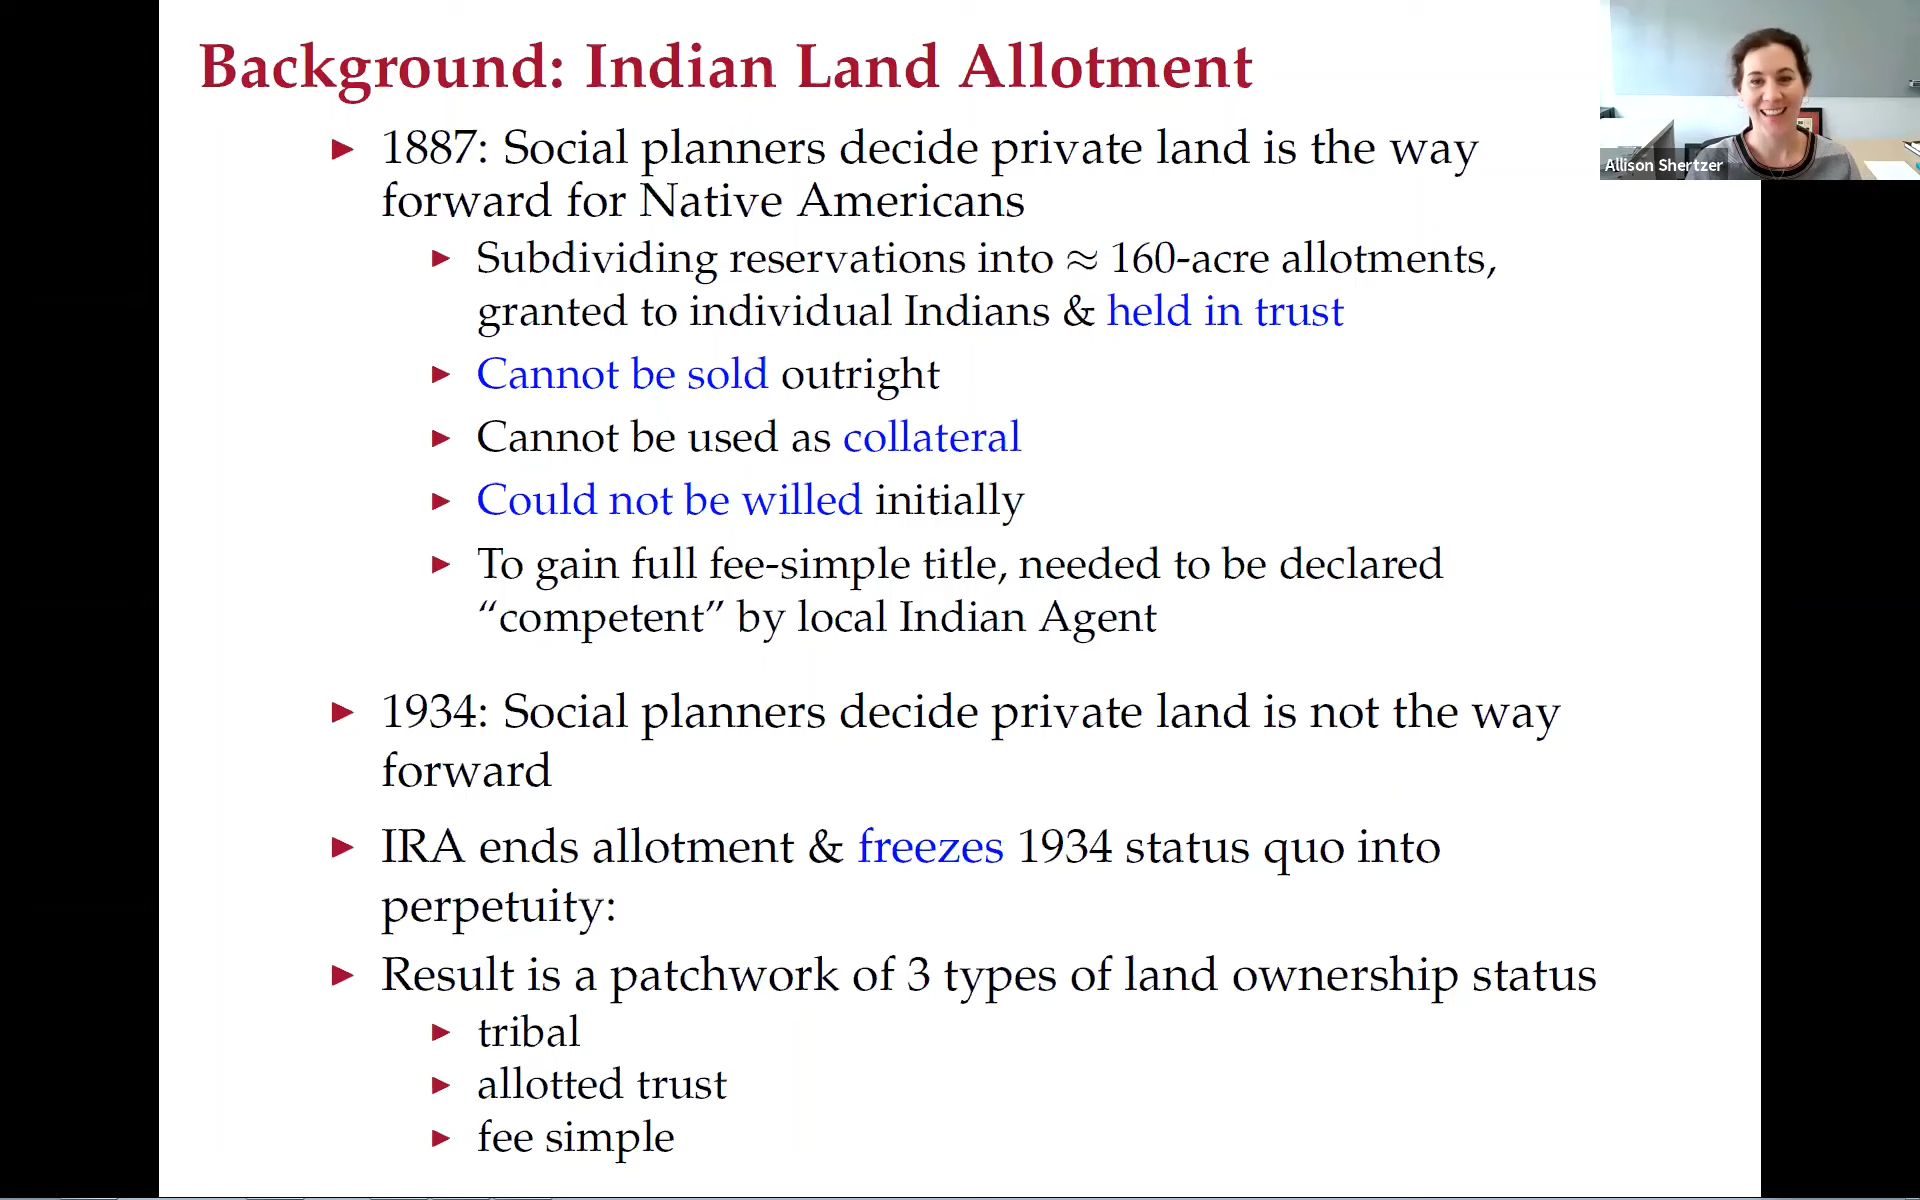 Background: Indian Land Allotment
Allison Shertzer
▶ 1887: Social planners decide private land is the way
forward for Native Americans
▶ Subdividing reservations into ≈ 160-acre allotments,
granted to individual Indians & held in trust
▶ Cannot be sold outright
▶ Cannot be used as collateral
▶ Could not be willed initially
▶ To gain full fee-simple title, needed to be declared
“competent” by local Indian Agent
▶ 1934: Social planners decide private land is not the way
forward
▶ IRA ends allotment & freezes 1934 status quo into
perpetuity:
▶ Result is a patchwork of 3 types of land ownership status
▶ tribal
▶ allotted trust
▶ fee simple